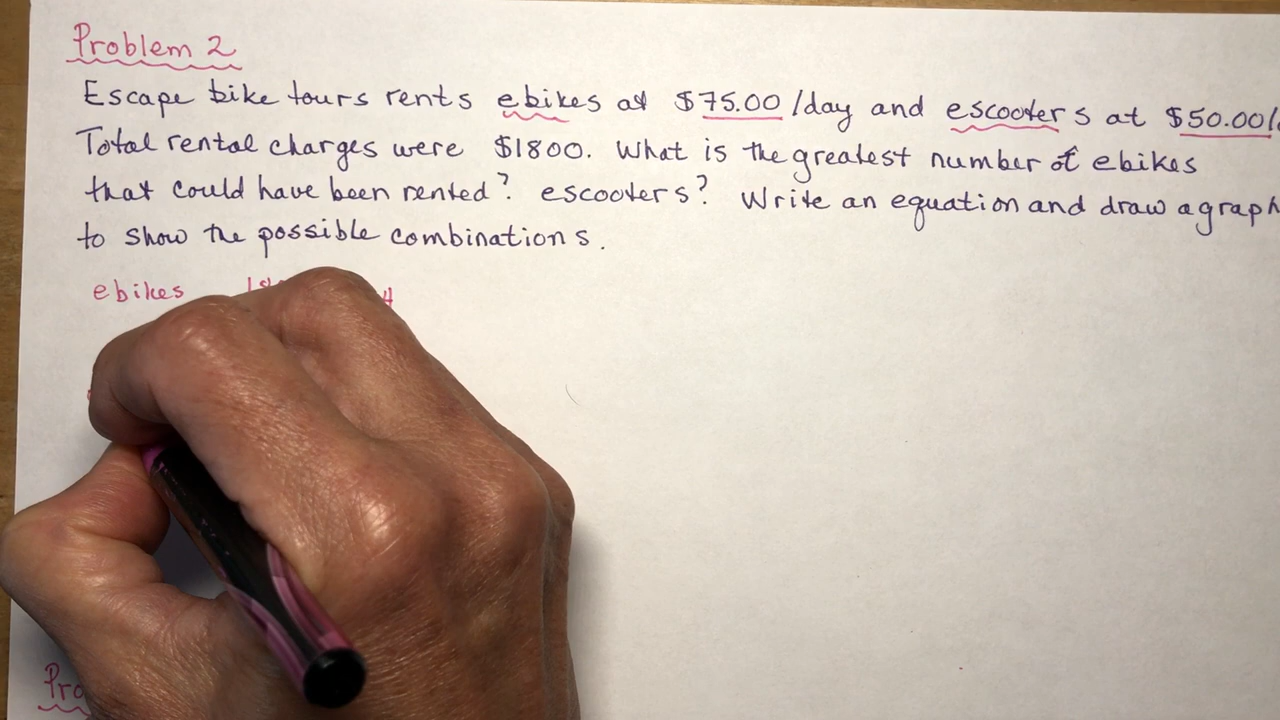 Problem 2
Escape bike tours rents ebikes at $75.00/day and escooters at $50.00/
Total rental charges were $1800. What is the greatest number of ebikes
that could have been rented? escooters? Write an equation and draw a graph
to show the possible combinations.
ebikes